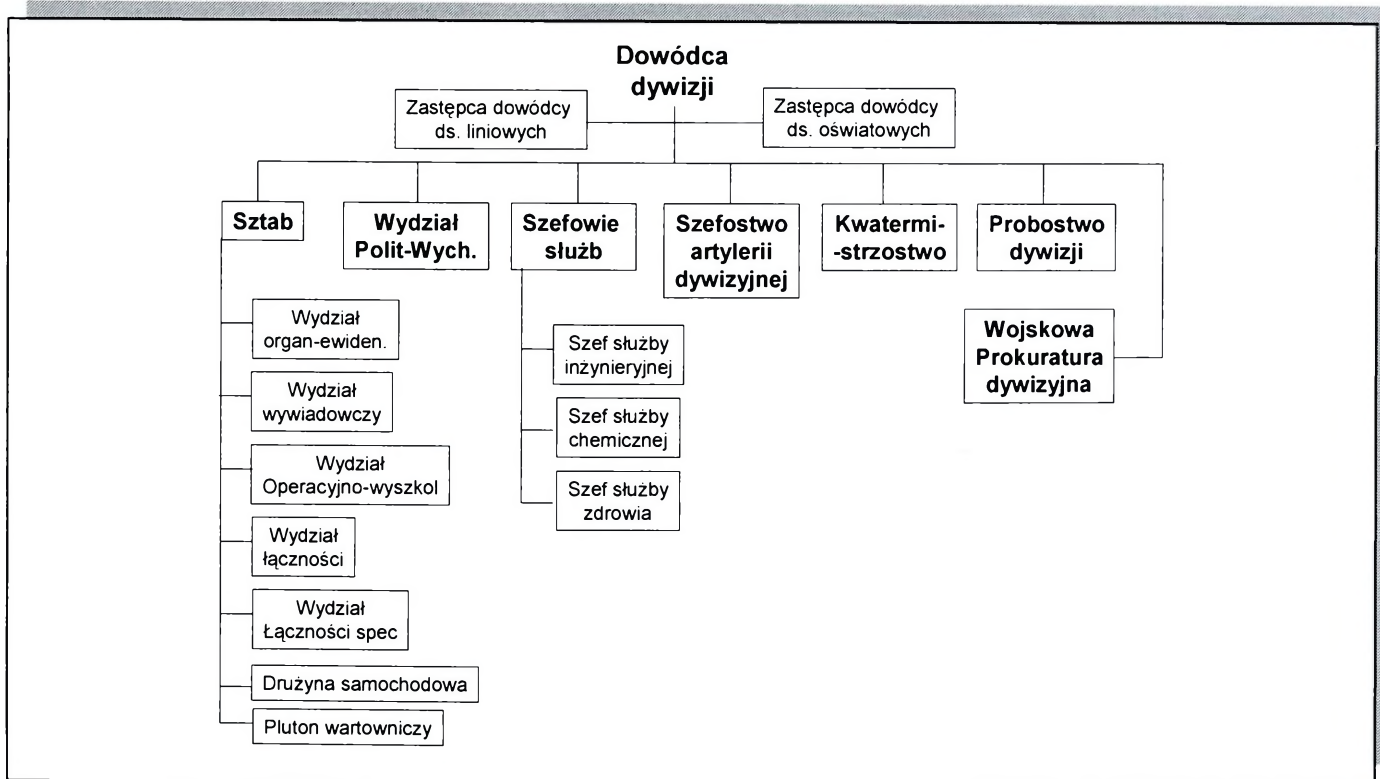 Dowódca
dywizji
Zastępca dowódcy
ds. liniowych
Zastępca dowódcy
ds. oświatowych
Sztab
Wydział
Polit-Wych.
Szefowie
służb
Szefostwo
artylerii
dywizyjnej
Kwatermi-
-strzostwo
Probostwo
dywizji
Wojskowa
Prokuratura
dywizyjna
Wydział
organ-ewiden.
Wydział
wywiadowczy
Wydział
Operacyjno-wyszkol
Wydział
łączności
Wydział
Łączności spec
Drużyna samochodowa
Pluton wartowniczy
Szef służby
inżynieryjnej
Szef służby
chemicznej
Szef służby
zdrowia